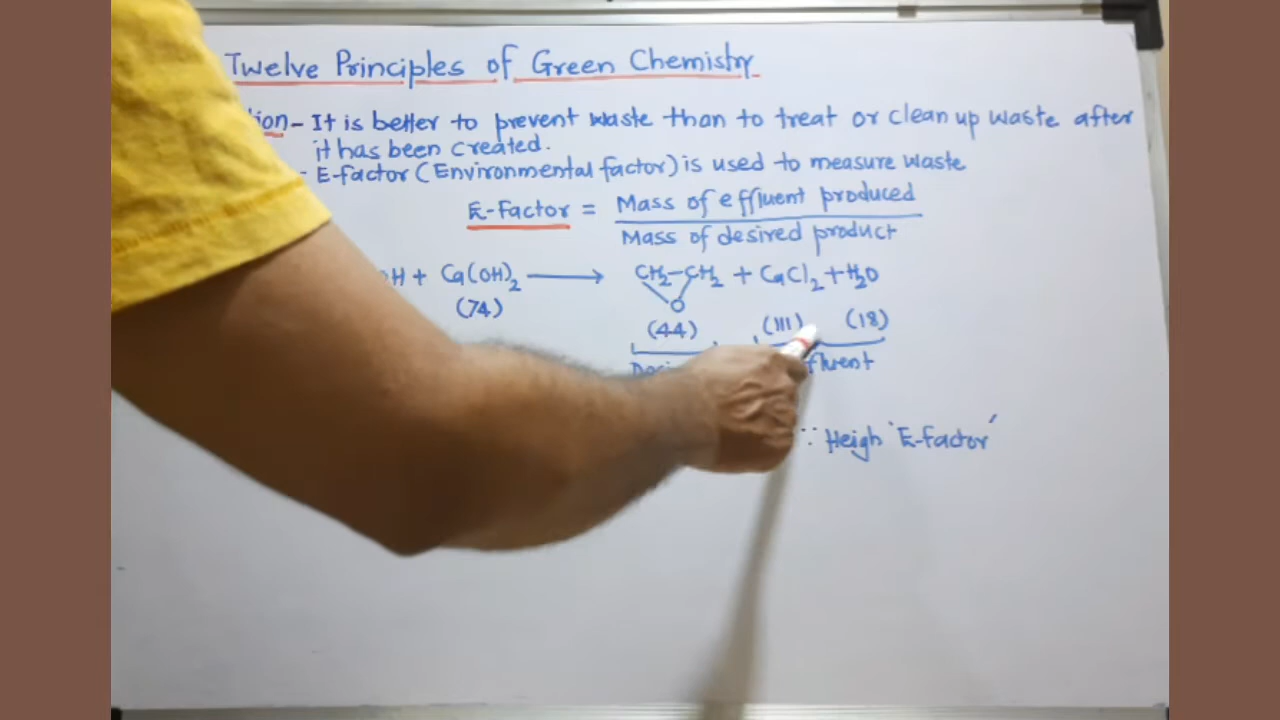 Twelve Principles of Green Chemistry
It is better to prevent waste than to treat or clean up waste after
it has been created.
- E-factor (Environmental factor) is used to measure waste
E-Factor = Mass of effluent produced
Mass of desired product
H + Ca(OH)₂ ⟶ CH₂-CH₂ + CaCl₂ + H₂O
O
(74) (44) (111) (18)
∵ Heigh 'E-factor'